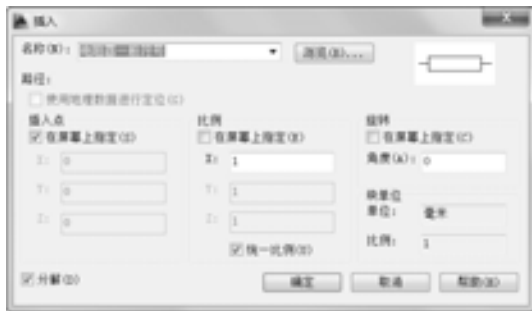 插入
名称(N): 浏览(B)...
路径:
使用地理数据进行定位(G)
插入点 比例 旋转
在屏幕上指定(S) 在屏幕上指定(E) 在屏幕上指定(C)
X: 0 X: 1 角度(A): 0
Y: 0 Y: 1 块单位
Z: 0 Z: 1 单位: 毫米
统一比例(U) 比例: 1
分解(D) 确定 取消 帮助(H)